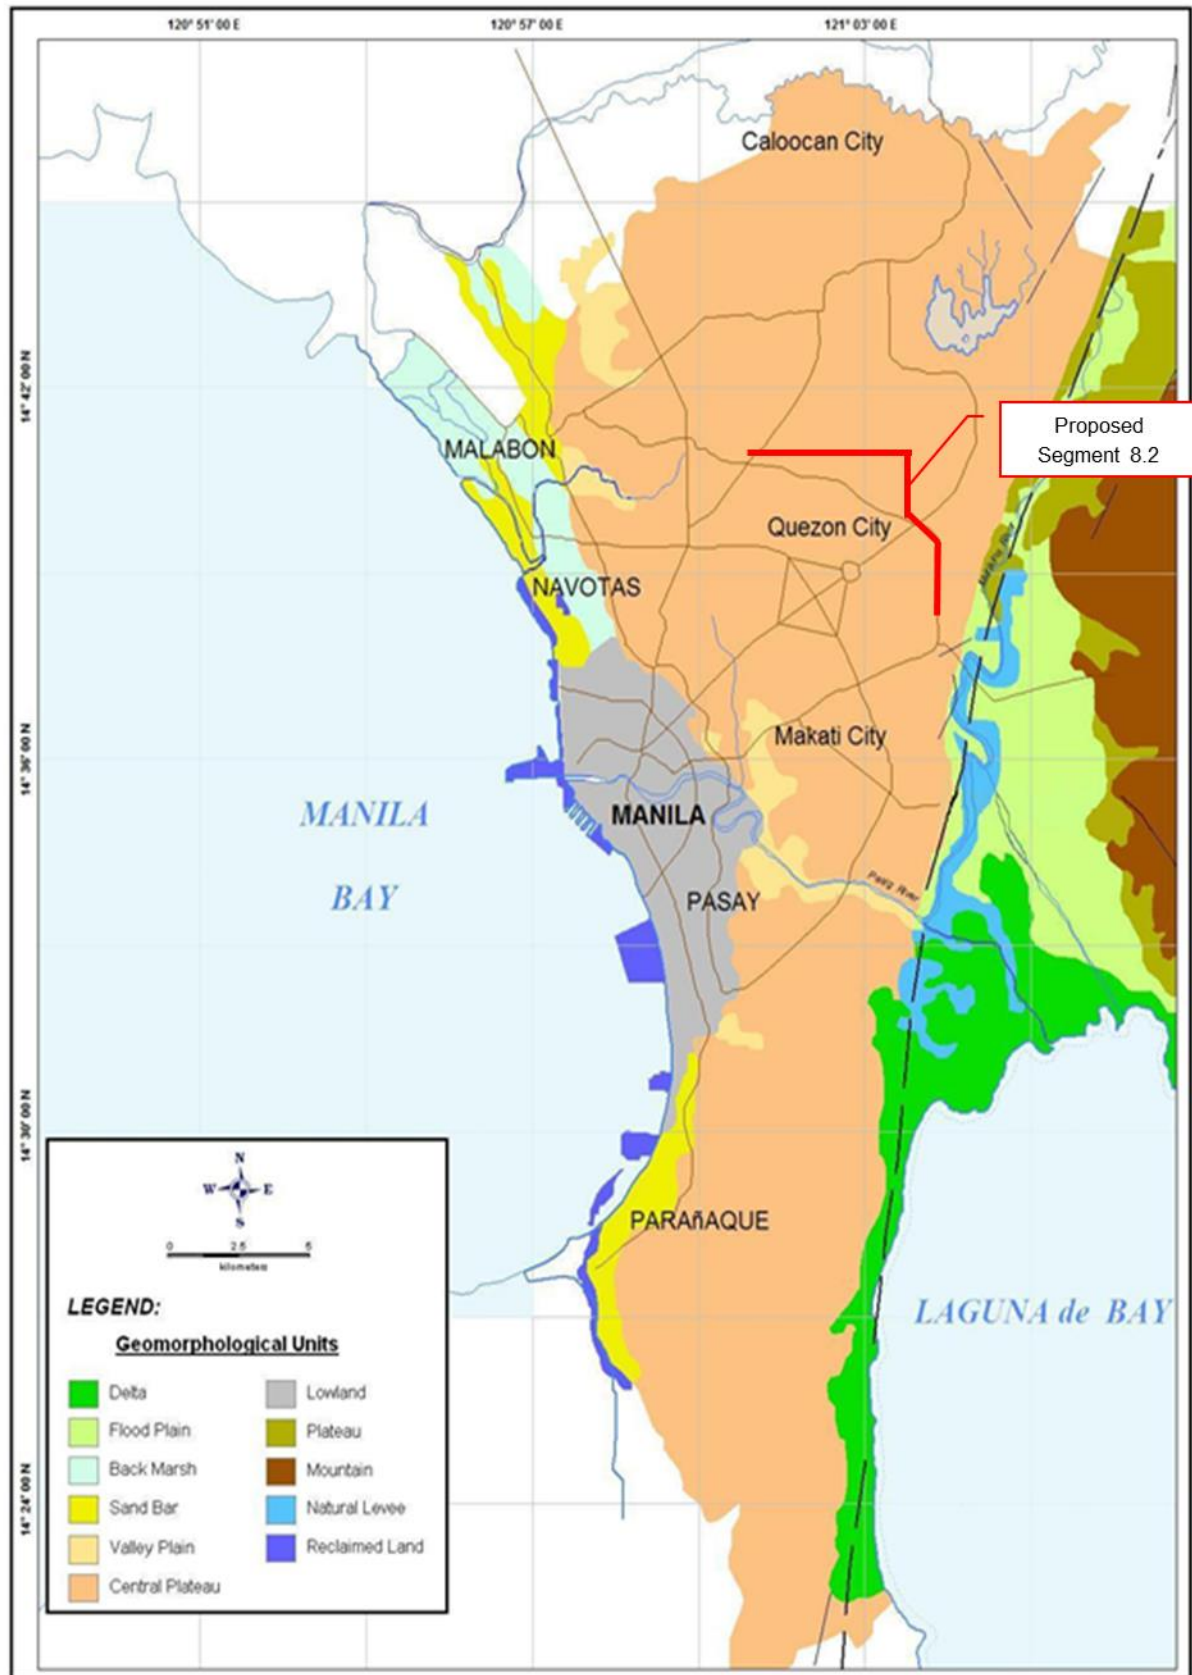 120° 51' 00 E
120° 57' 00 E
121° 03' 00 E
Caloocan City
14° 42' 00 N
Proposed
Segment 8.2
MALABON
Quezon City
NAVOTAS
14° 36' 00 N
Makati City
MANILA
BAY
MANILA
Pasig River
PASAY
14° 30' 00 N
N
W
E
S
0
2.5
5
kilometers
PARAñAQUE
LEGEND:
Geomorphological Units
LAGUNA de BAY
Delta
Lowland
Flood Plain
Plateau
Back Marsh
Mountain
Sand Bar
Natural Levee
Valley Plain
Reclaimed Land
Central Plateau
14° 24' 00 N